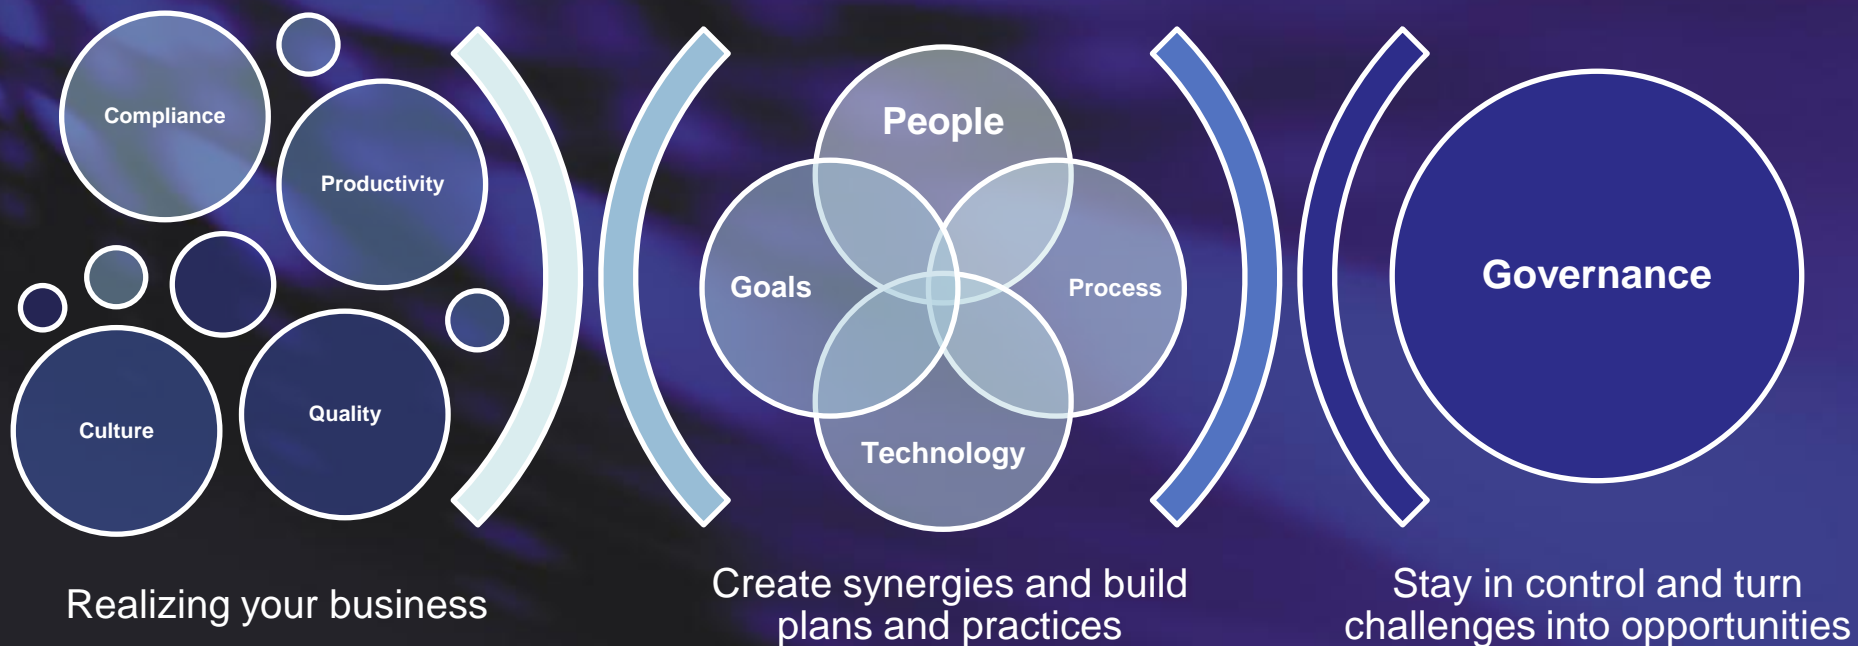 Compliance
Productivity
Culture
Quality
Realizing your business
People
Goals
Process
Technology
Create synergies and build
plans and practices
Governance
Stay in control and turn
challenges into opportunities